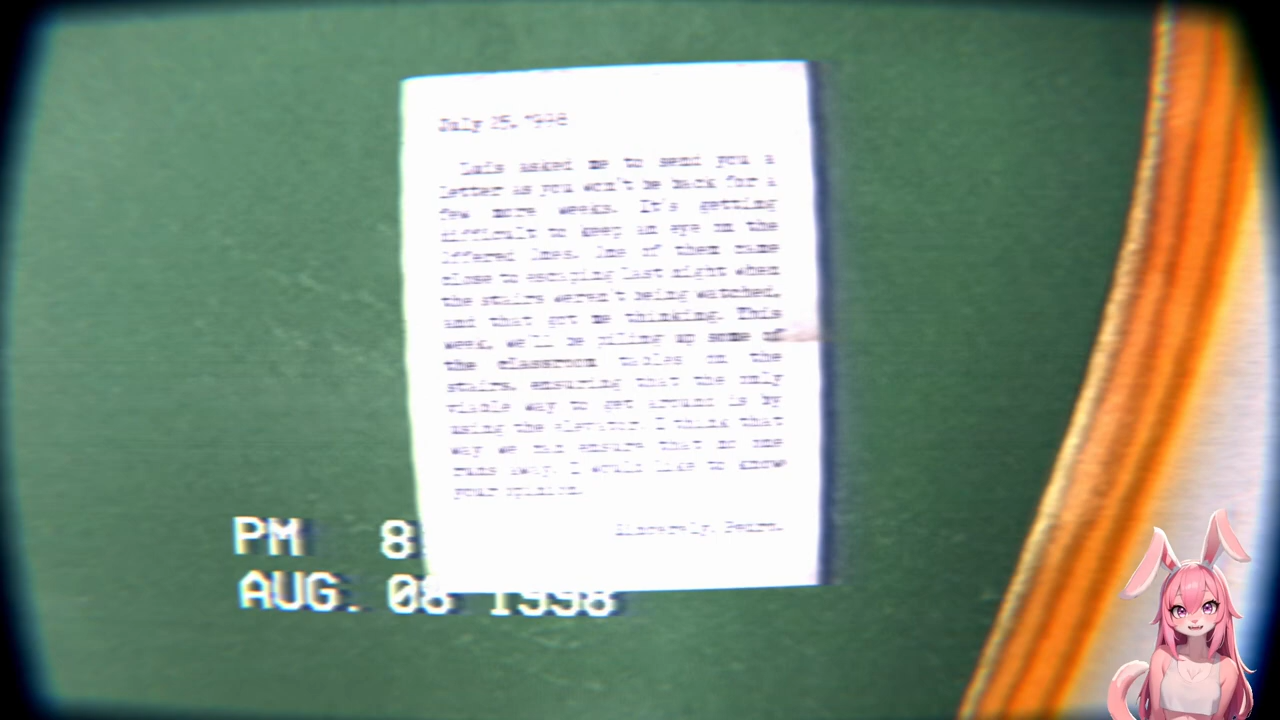 July 25, 1998
asked me to send you a
letter as you won't be back for a
few more weeks. It's getting
difficult to keep an eye on the
one of them came
close to escaping last night when
the stairs weren't being watched,
and that got me thinking. This
week, we'll be piling up some of
the classroom tables on the
stairs, ensuring that the only
viable way to get around is by
using the elevator. I think that
way we can ensure that no one
runs away. I would like to know
your opinion.
Sincerely,
PM 8
AUG. 08 1998